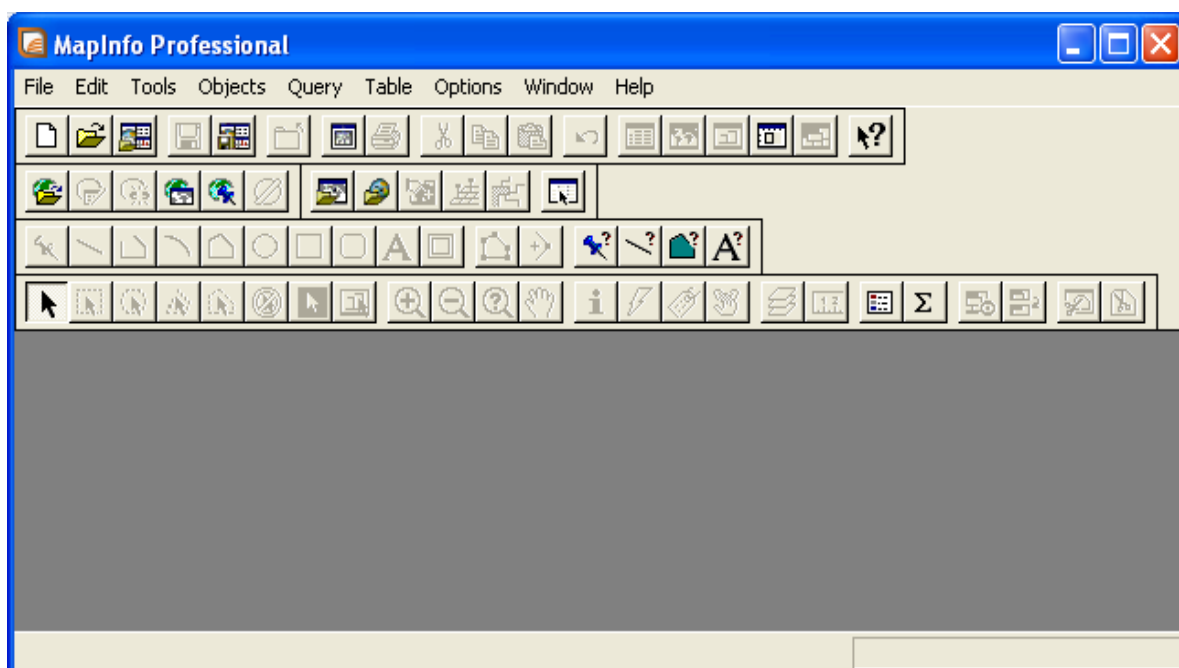 MapInfo Professional
File Edit Tools Objects Query Table Options Window Help
?
? ? A?
A ? i Σ